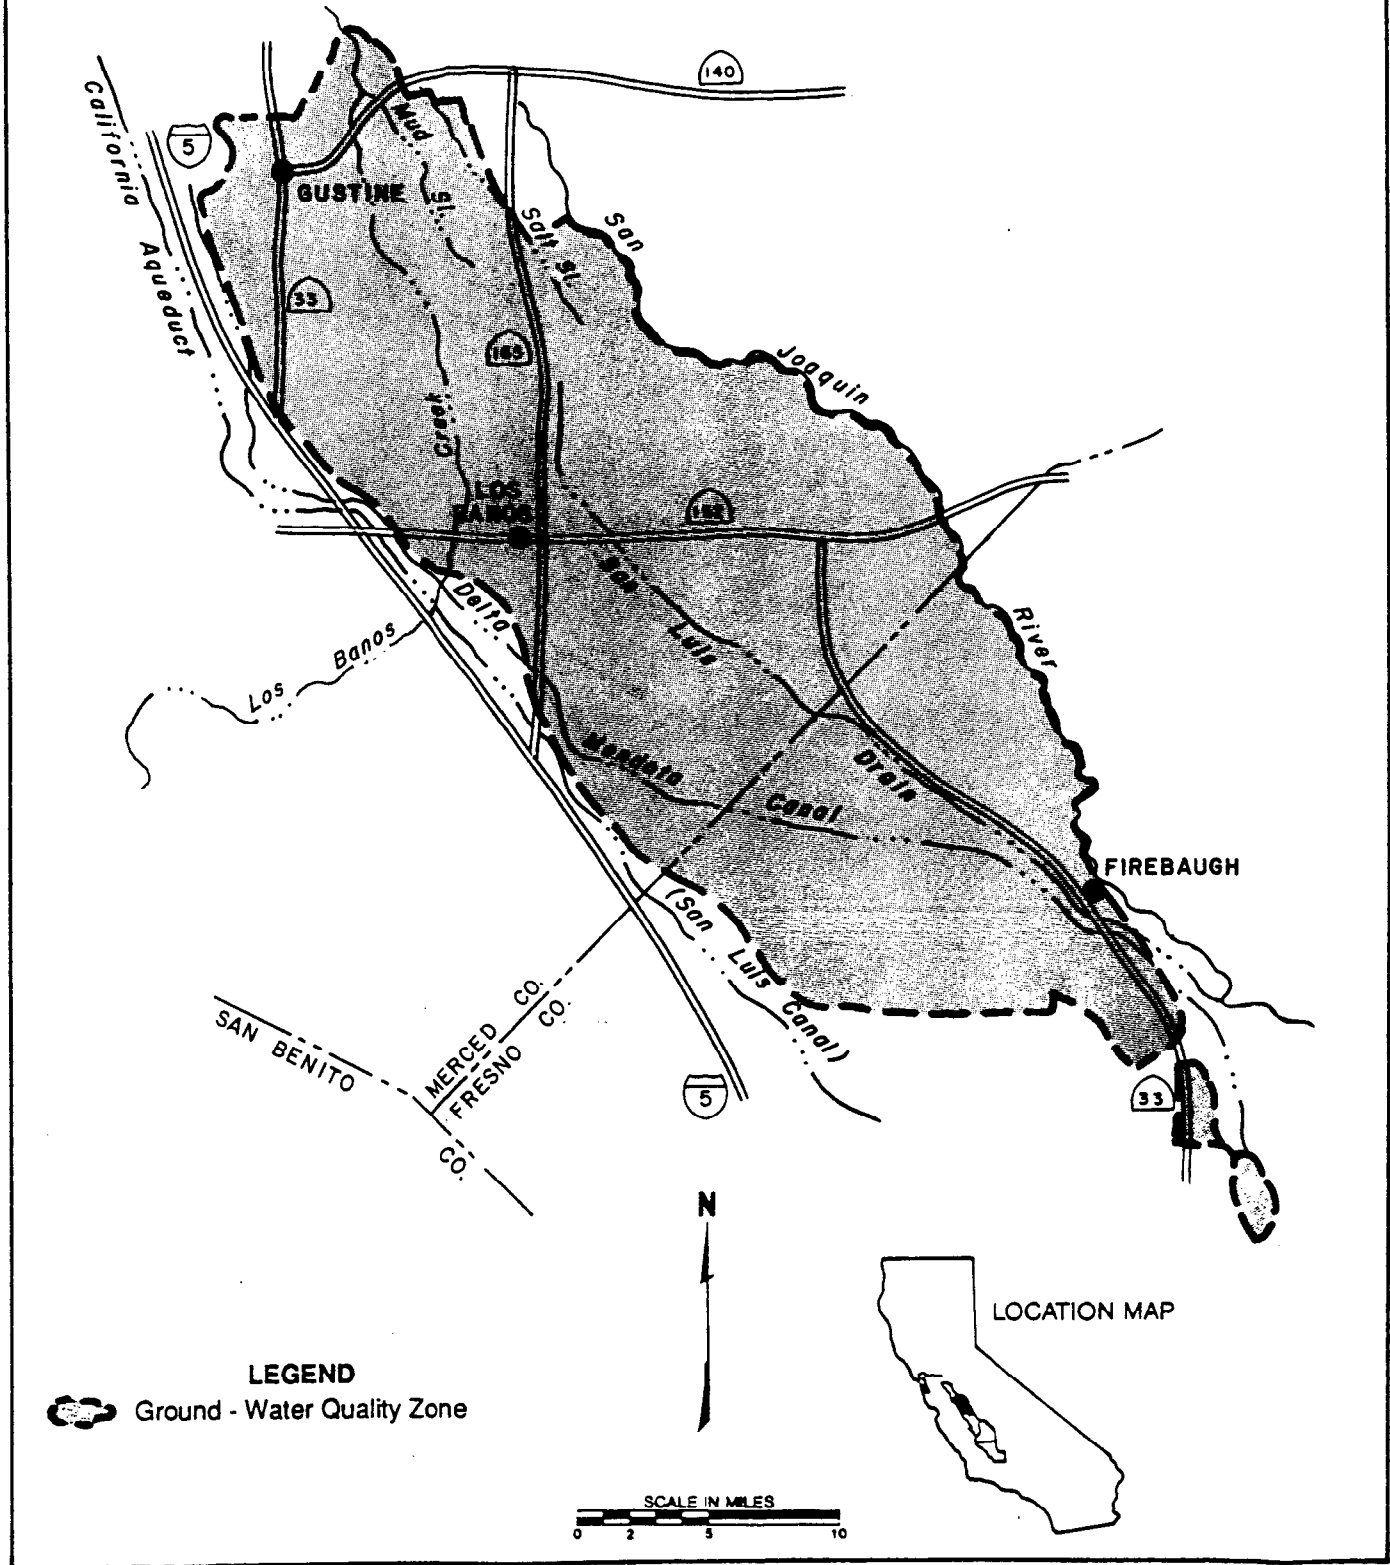 140
California
5
Mud
GUSTINE
Sl.
Salt
San
Sl.
Aqueduct
33
165
Joaquin
Creek
LOS
BANOS
152
San
Delta
River
Luis
Banos
Los
Mendota
Drain
Canal
FIREBAUGH
(San
Luis
Canal)
CO.
CO.
MERCED
FRESNO
SAN BENITO
CO.
5
33
N
LOCATION MAP
LEGEND
Ground - Water Quality Zone
SCALE IN MILES
0 2 5 10